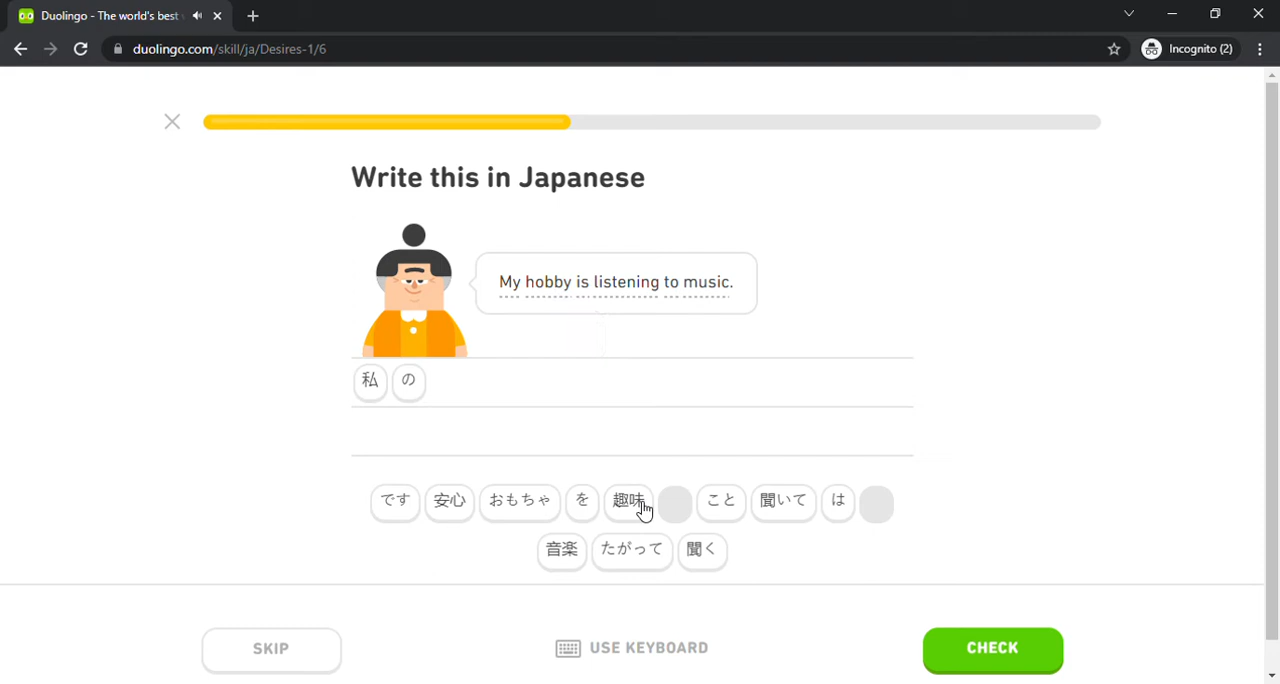 Duolingo - The world's best
duolingo.com/skill/ja/Desires-1/6
Incognito (2)
Write this in Japanese
My hobby is listening to music.
私 の
です 安心 おもちゃ を 趣味 こと 聞いて は
音楽 たがって 聞く
SKIP
USE KEYBOARD
CHECK